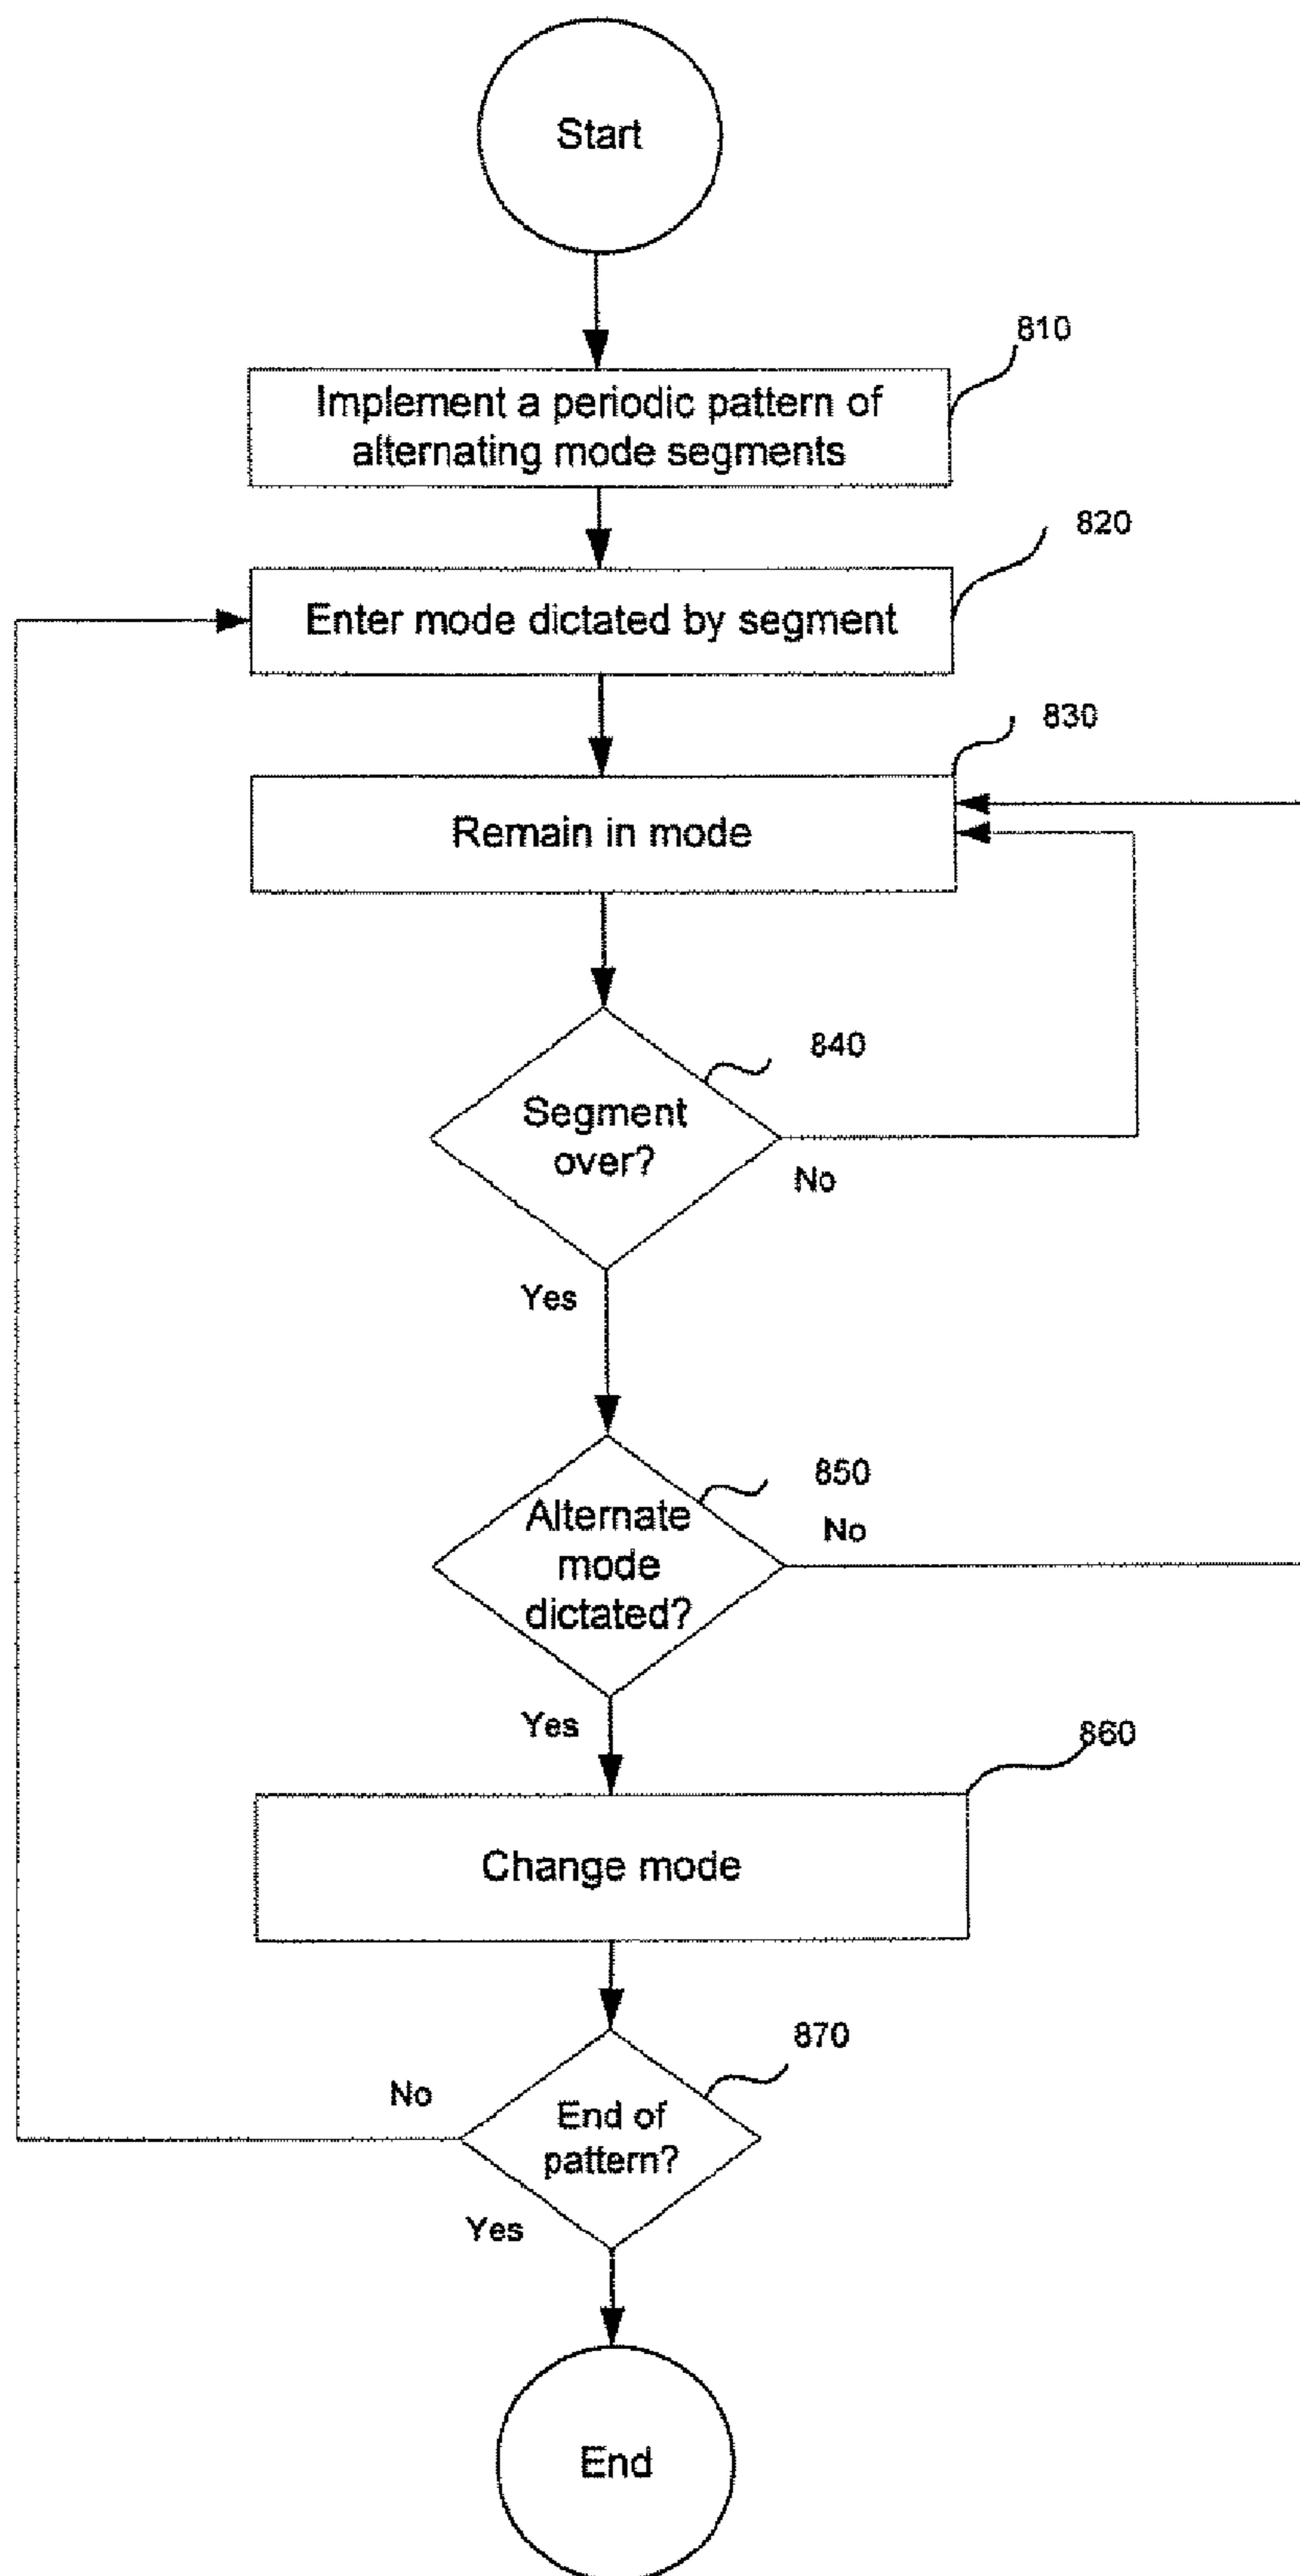 Start
810
Implement a periodic pattern of
alternating mode segments
820
Enter mode dictated by segment
830
Remain in mode
840
Segment
over?
No
Yes
850
Alternate
mode
dictated?
No
Yes
860
Change mode
870
No
End of
pattern?
Yes
End